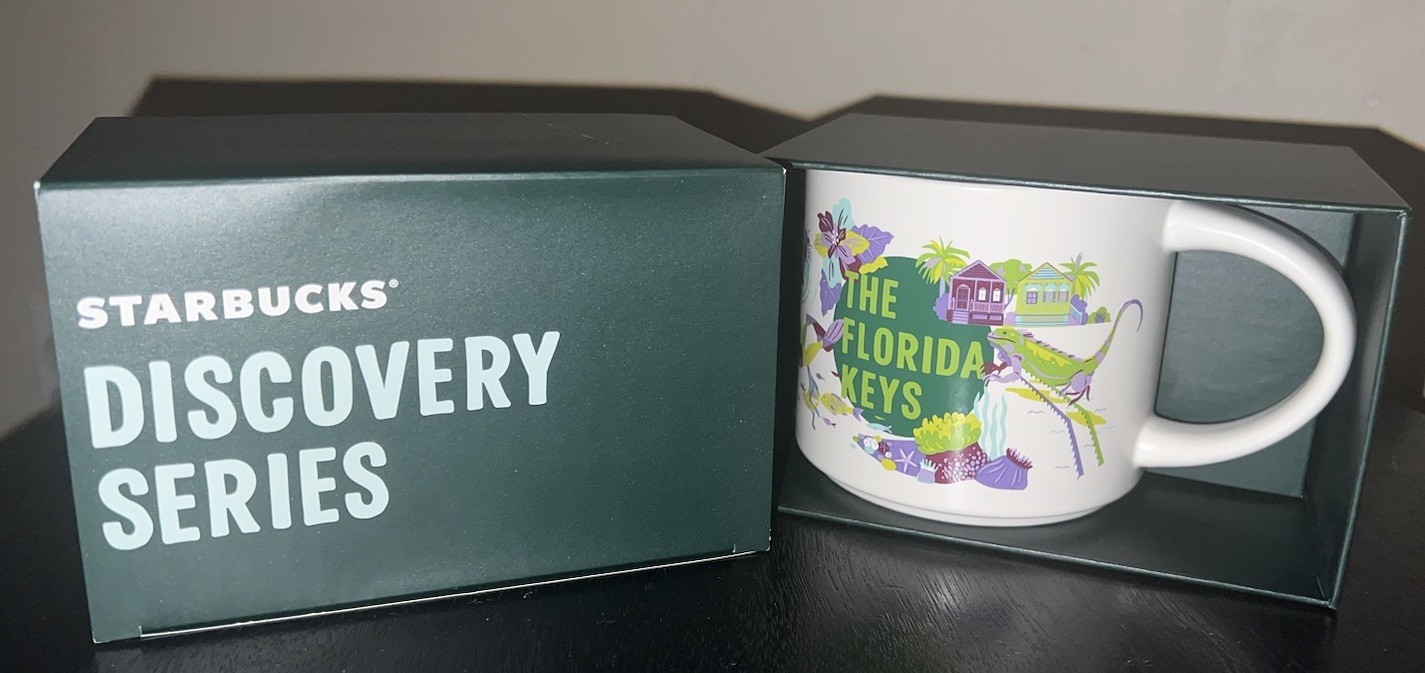 STARBUCKS®
DISCOVERY
SERIES
THE
FLORIDA
KEYS